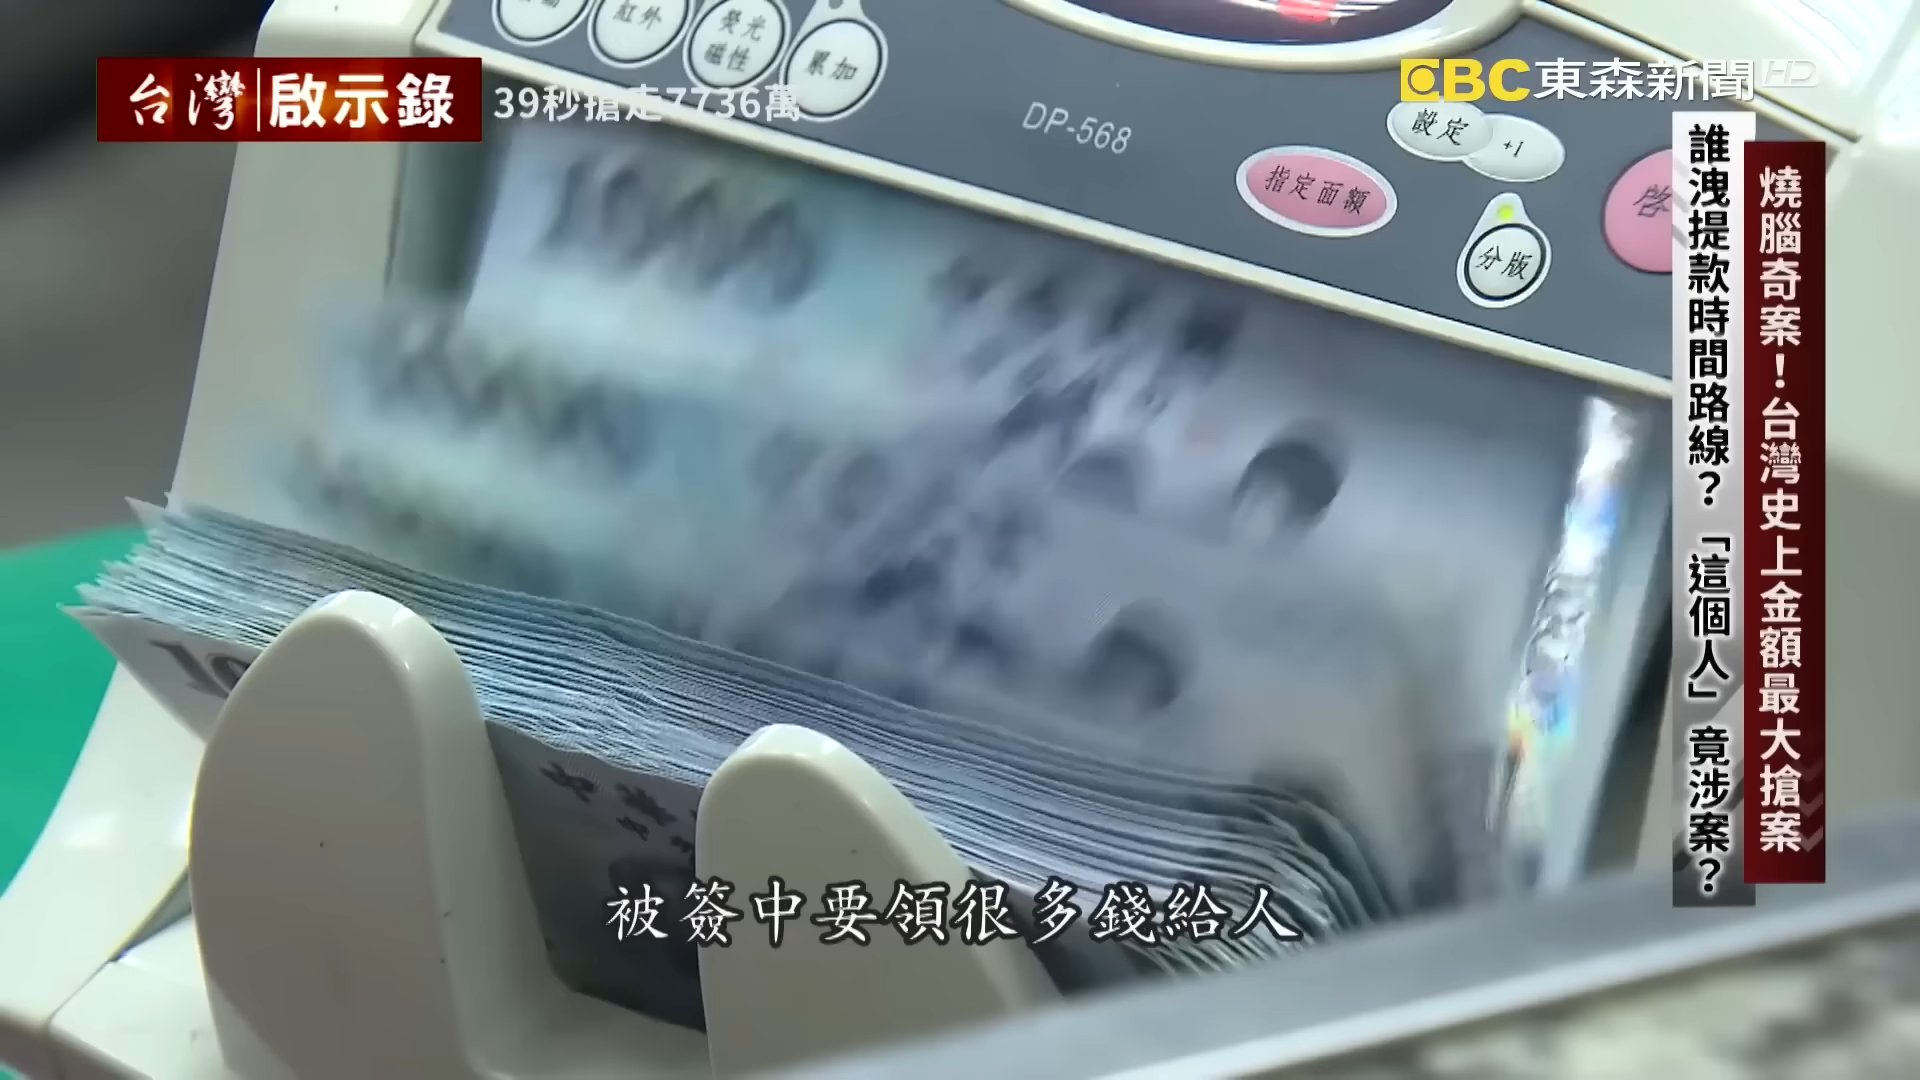 台灣啟示錄
39秒搶走7736萬
EBC東森新聞HD
紅外
熒光
磁性
累加
DP-568
設定
+1
指定面額
分版
燒腦奇案！台灣史上金額最大搶案
誰洩提款時間路線？「這個人」竟涉案？
被簽中要領很多錢給人